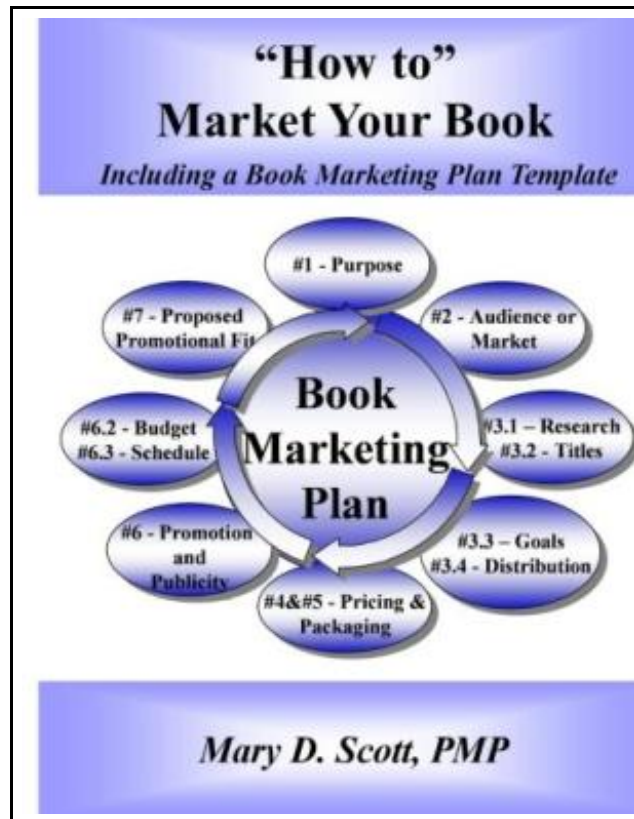 “How to”
Market Your Book
Including a Book Marketing Plan Template
#1 - Purpose
#2 - Audience or
Market
#3.1 – Research
#3.2 - Titles
#3.3 – Goals
#3.4 - Distribution
#4&#5 - Pricing &
Packaging
#6 - Promotion
and
Publicity
#6.2 - Budget
#6.3 - Schedule
#7 - Proposed
Promotional Fit
Book
Marketing
Plan
Mary D. Scott, PMP